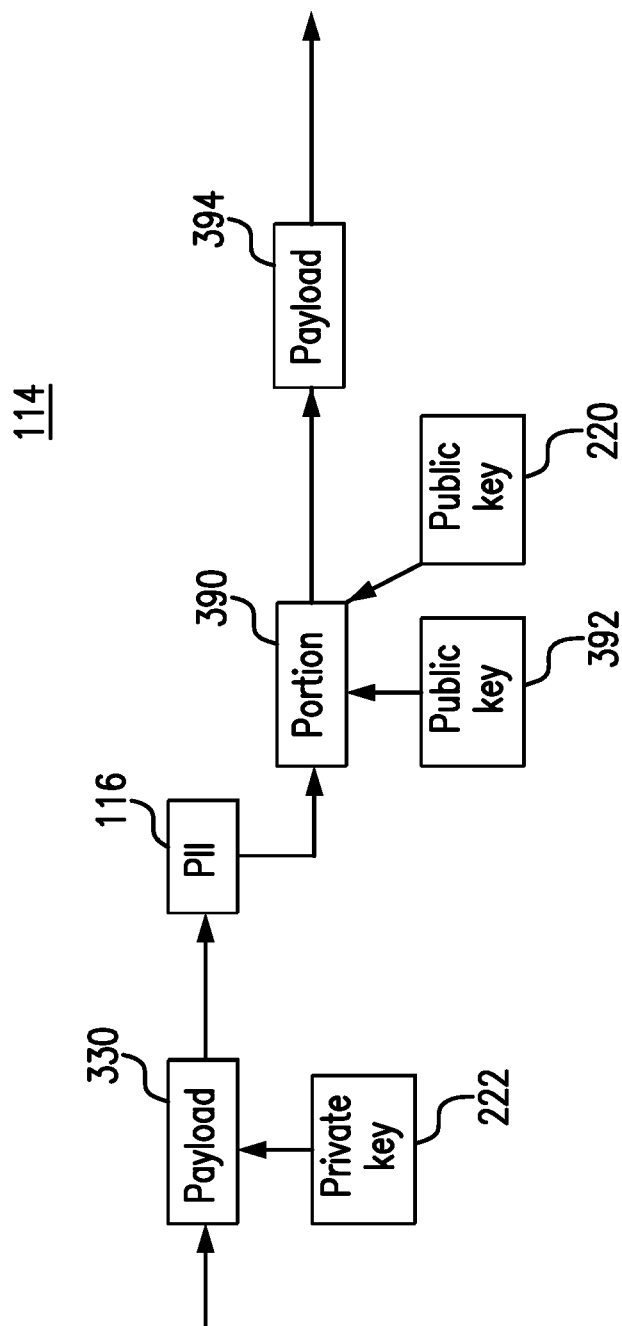 114
330
Payload
Private
key
222
116
PII
390
Portion
Public
key
392
Public
key
220
394
Payload